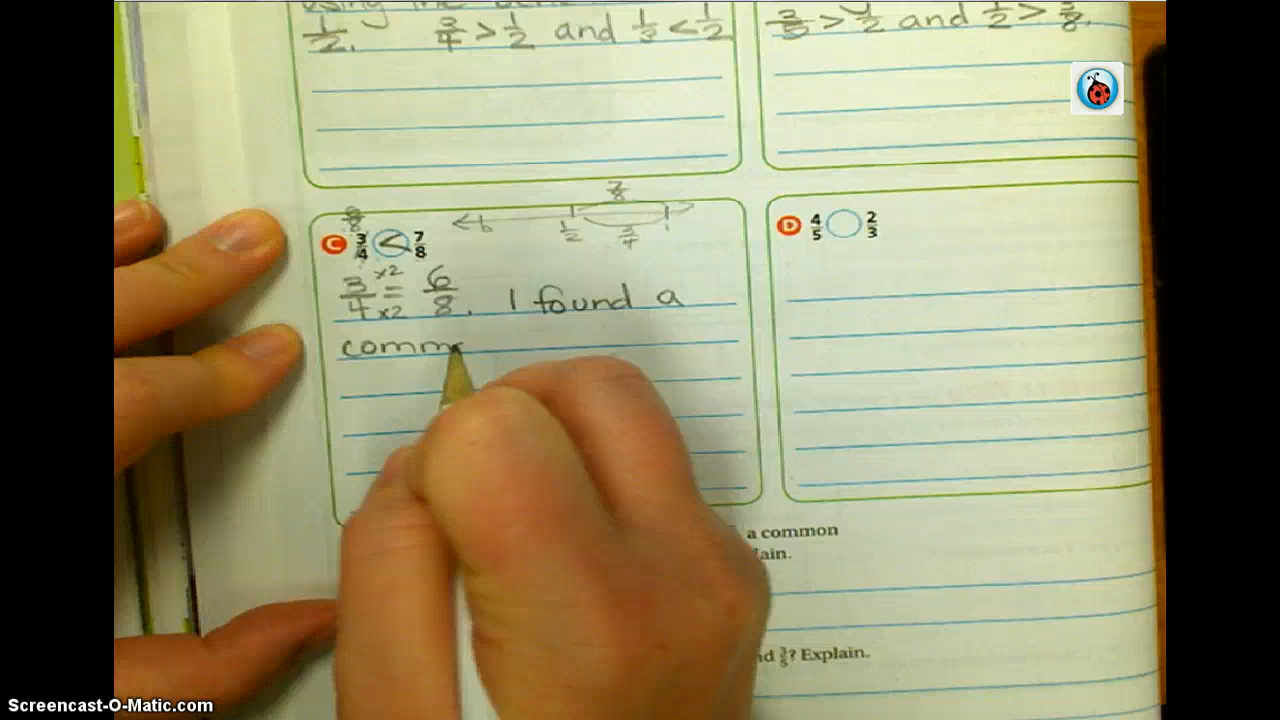 1/2. 3/4 > 1/2 and 1/3 < 1/2
> 1/2 and 1/2 > 3/8.
7/8
0 1/2 3/4 1
C 3/4 < 7/8
D 4/5 2/3
3/4 ×2 = ×2 6/8. I found a
comm
a common
lain.
nd 3/5? Explain.
Screencast-O-Matic.com